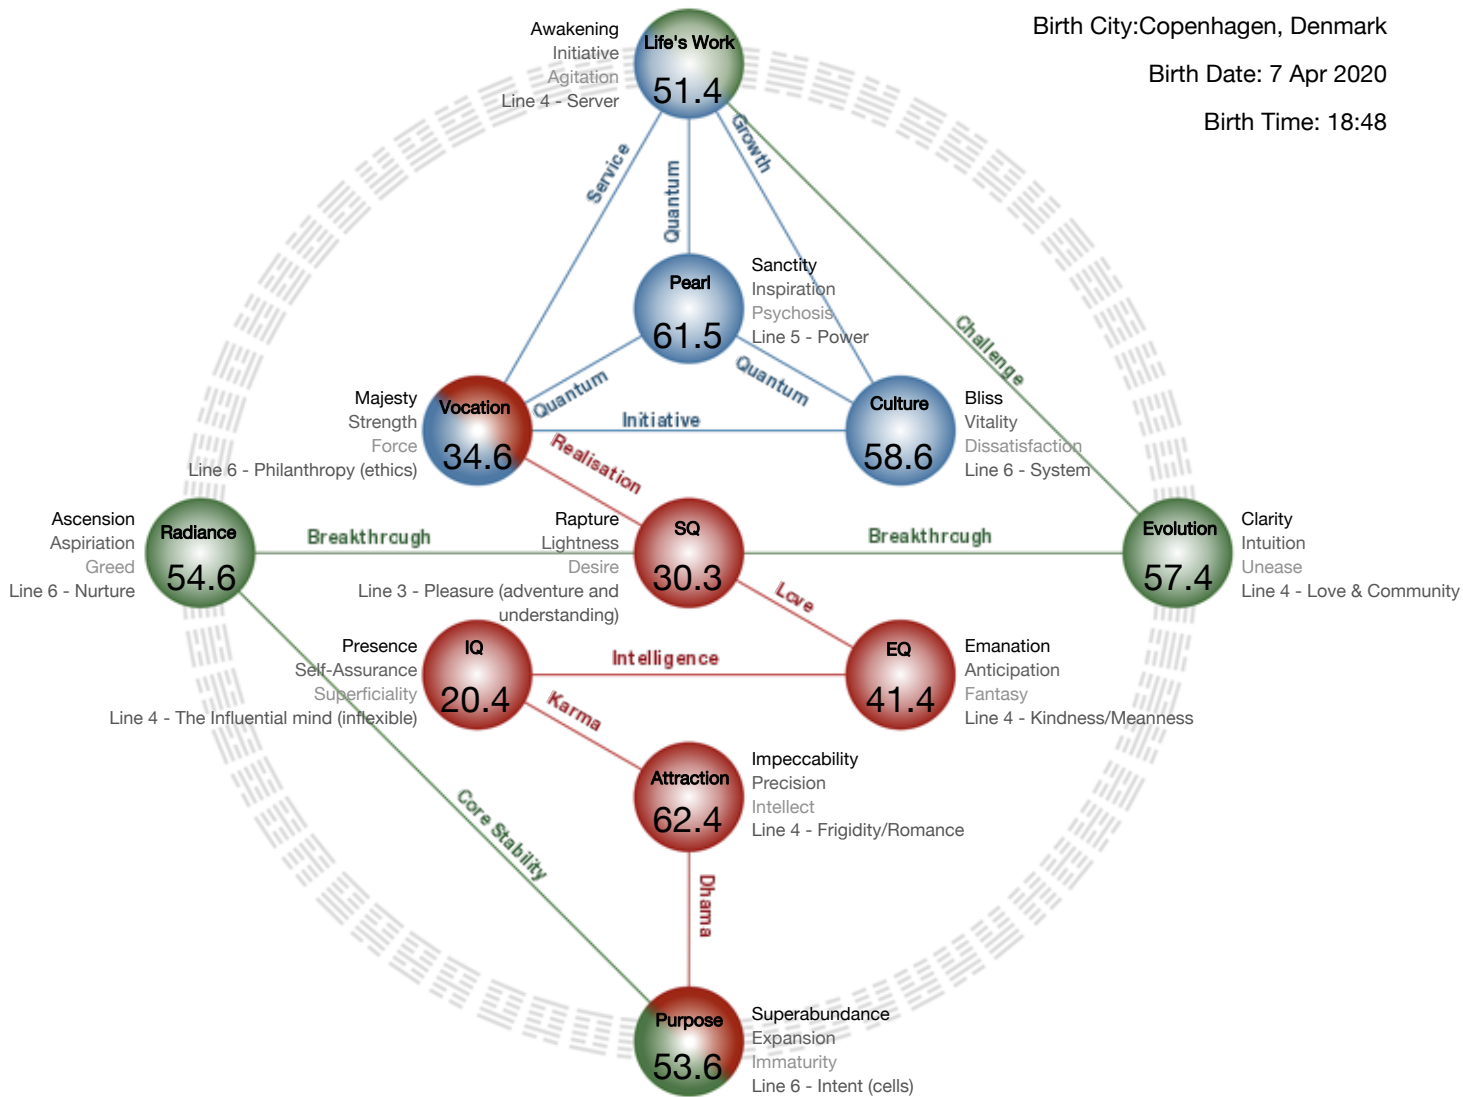 Birth City:Copenhagen, Denmark
Birth Date: 7 Apr 2020
Birth Time: 18:48
Awakening
Initiative
Agitation
Line 4 - Server
Life's Work
51.4
Service
Quantum
Growth
Challenge
Pearl
61.5
Sanctity
Inspiration
Psychosis
Line 5 - Power
Quantum
Quantum
Majesty
Strength
Force
Line 6 - Philanthropy (ethics)
Vocation
34.6
Initiative
Culture
58.6
Bliss
Vitality
Dissatisfaction
Line 6 - System
Realisation
Ascension
Aspiriation
Greed
Line 6 - Nurture
Radiance
54.6
Breakthrough
Rapture
Lightness
Desire
Line 3 - Pleasure (adventure and
understanding)
SQ
30.3
Breakthrough
Evolution
57.4
Clarity
Intuition
Unease
Line 4 - Love & Community
Love
Presence
Self-Assurance
Superficiality
Line 4 - The Influential mind (inflexible)
IQ
20.4
Intelligence
EQ
41.4
Emanation
Anticipation
Fantasy
Line 4 - Kindness/Meanness
Karma
Attraction
62.4
Impeccability
Precision
Intellect
Line 4 - Frigidity/Romance
Core Stability
Dhama
Purpose
53.6
Superabundance
Expansion
Immaturity
Line 6 - Intent (cells)